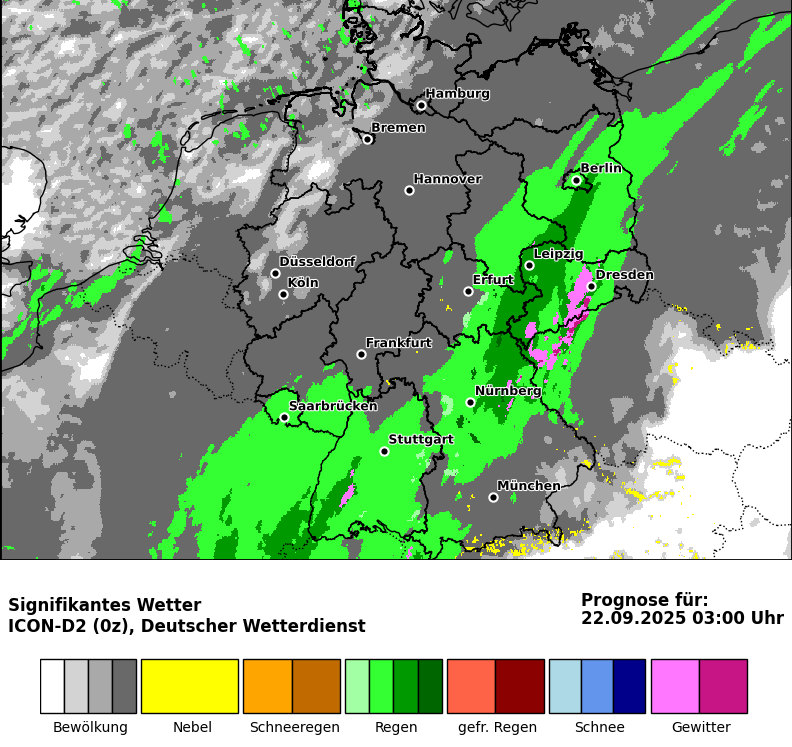 Hamburg
Bremen
Berlin
Hannover
Leipzig
Düsseldorf
Dresden
Köln
Erfurt
Frankfurt
Nürnberg
Saarbrücken
Stuttgart
München
Signifikantes Wetter
ICON-D2 (0z), Deutscher Wetterdienst
Prognose für:
22.09.2025 03:00 Uhr
Bewölkung
Nebel
Schneeregen
Regen
gefr. Regen
Schnee
Gewitter